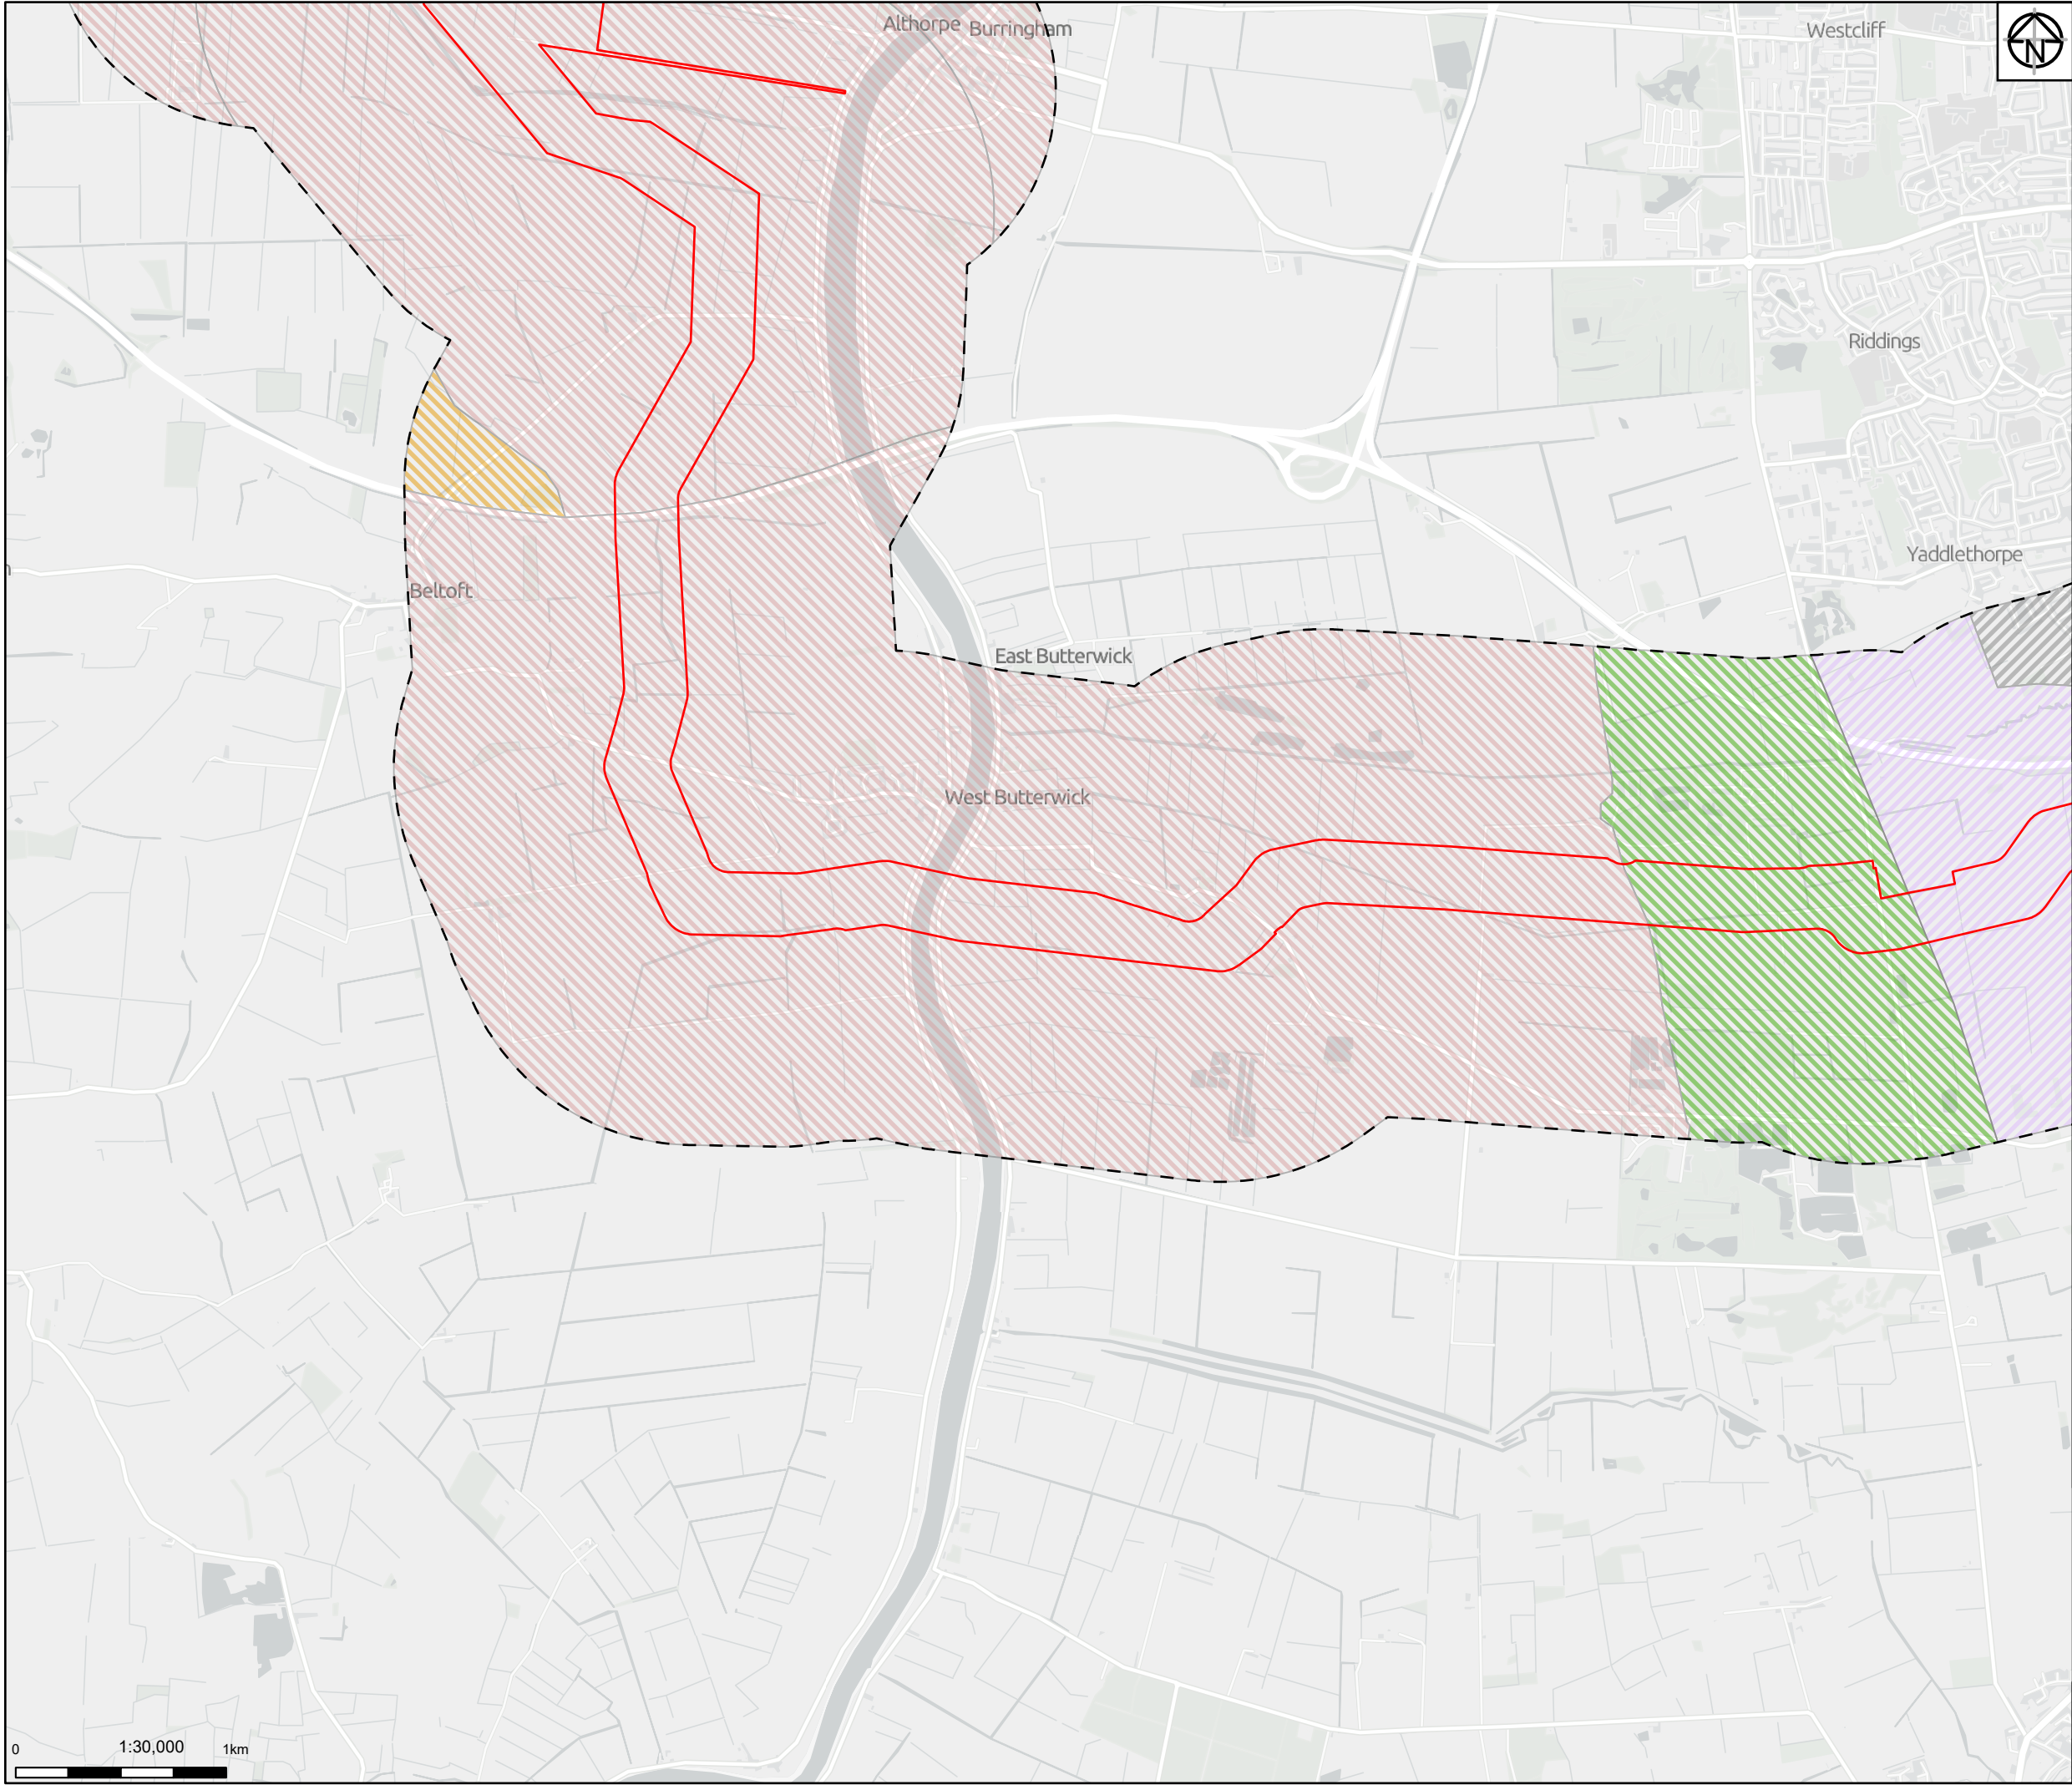 Althorpe
Burringham
Westcliff
N
Riddings
Yaddlethorpe
Beltoft
East Butterwick
West Butterwick
0
1:30,000
1km